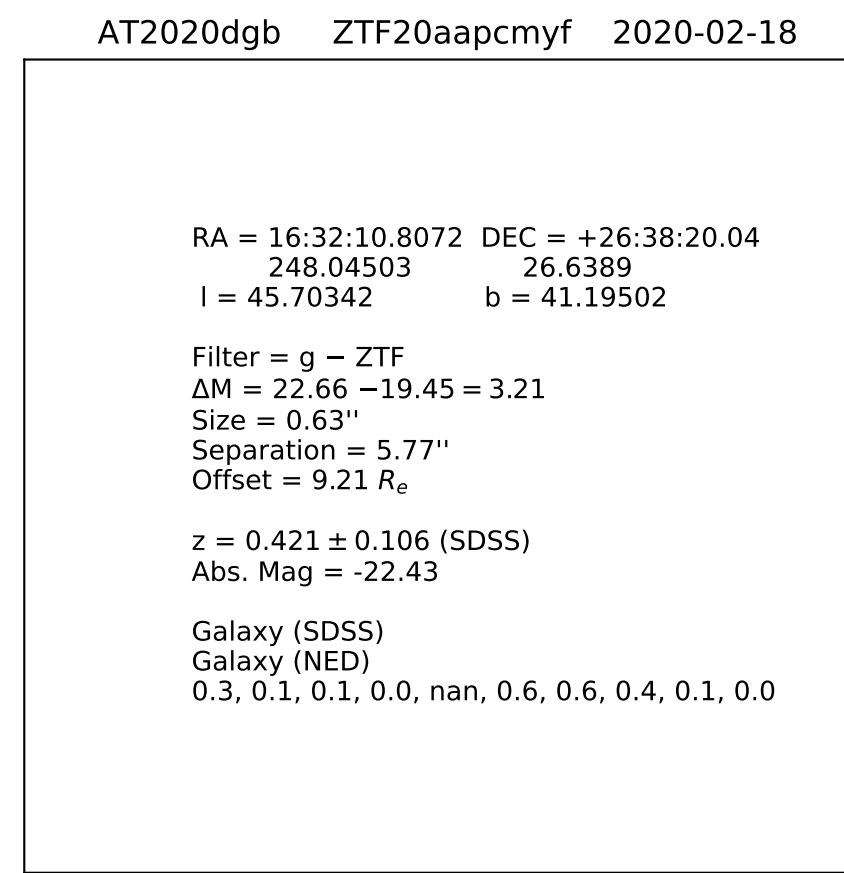 AT2020dgb ZTF20aapcmyf 2020-02-18
RA = 16:32:10.8072 DEC = +26:38:20.04
248.04503 26.6389
l = 45.70342 b = 41.19502
Filter = g − ZTF
ΔM = 22.66 −19.45 = 3.21
Size = 0.63''
Separation = 5.77''
Offset = 9.21 Rₑ
z = 0.421 ± 0.106 (SDSS)
Abs. Mag = -22.43
Galaxy (SDSS)
Galaxy (NED)
0.3, 0.1, 0.1, 0.0, nan, 0.6, 0.6, 0.4, 0.1, 0.0